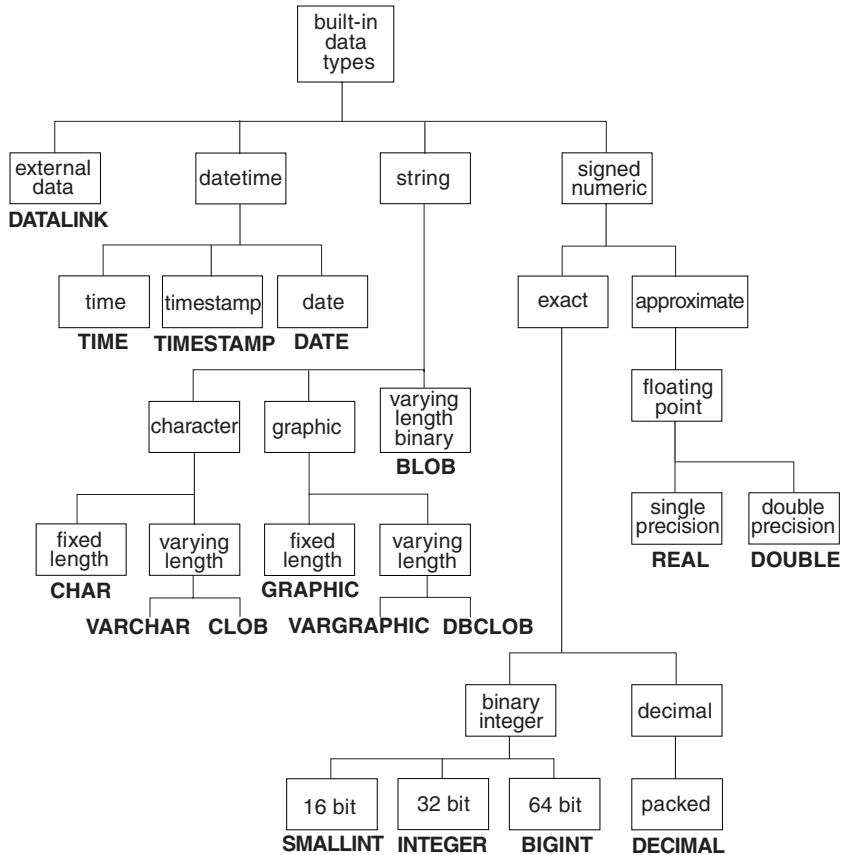 built-in
data
types
external
data
DATALINK
datetime
string
signed
numeric
time
TIME
timestamp
TIMESTAMP
date
DATE
exact
approximate
character
graphic
varying
length
binary
BLOB
floating
point
fixed
length
CHAR
varying
length
VARCHAR
CLOB
fixed
length
GRAPHIC
varying
length
VARGRAPHIC
DBCLOB
single
precision
REAL
double
precision
DOUBLE
binary
integer
decimal
16 bit
SMALLINT
32 bit
INTEGER
64 bit
BIGINT
packed
DECIMAL